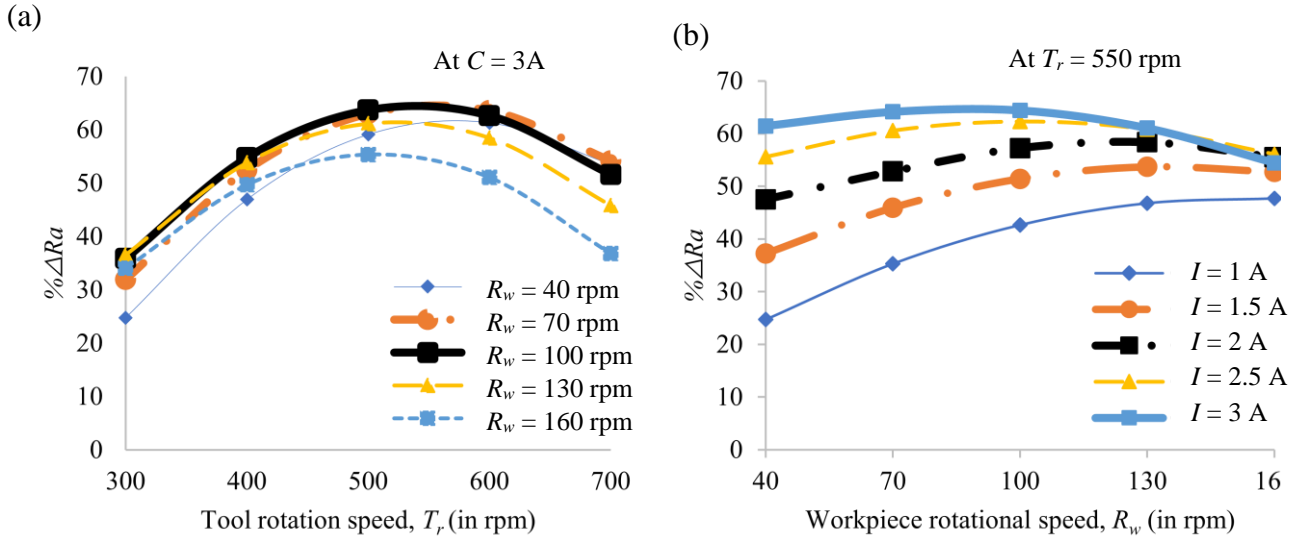 (a)
At C = 3A
70
60
50
40
30
20
10
0
%ΔRa
300 400 500 600 700
Tool rotation speed, Tr (in rpm)
Rw = 40 rpm
Rw = 70 rpm
Rw = 100 rpm
Rw = 130 rpm
Rw = 160 rpm
(b)
At Tr = 550 rpm
70
60
50
40
30
20
10
0
%ΔRa
40 70 100 130 16
Workpiece rotational speed, Rw (in rpm)
I = 1 A
I = 1.5 A
I = 2 A
I = 2.5 A
I = 3 A